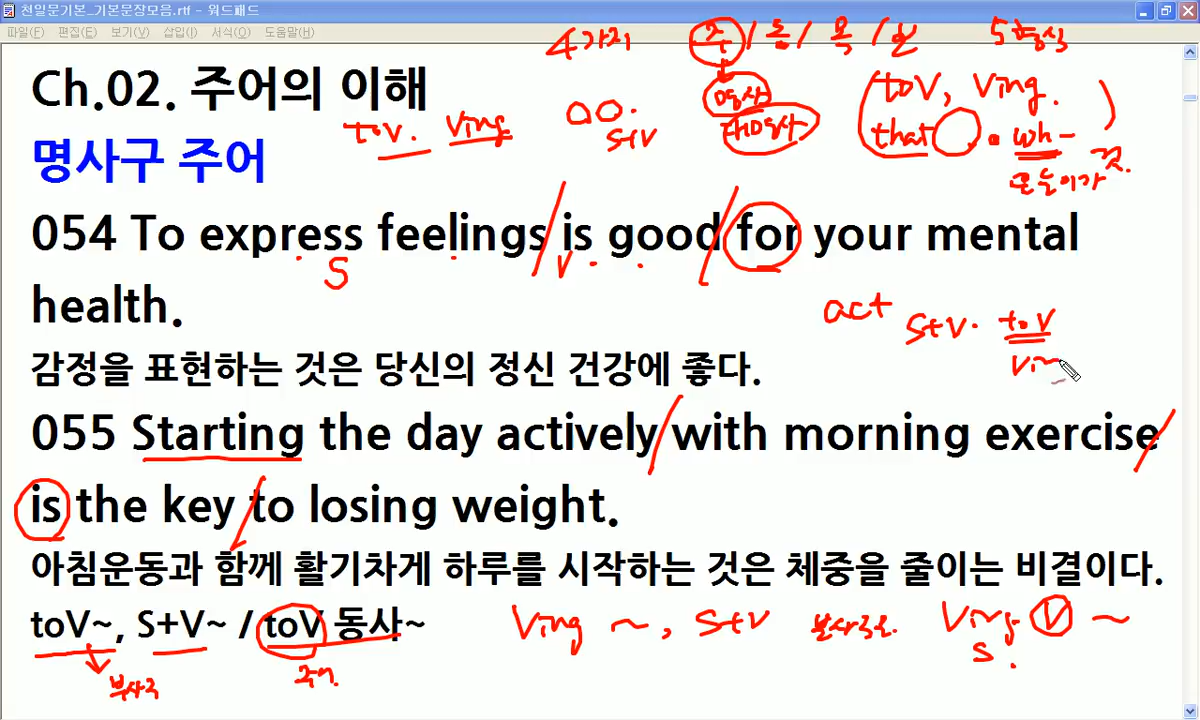 천일문기본_기본문장모음.rtf - 워드패드
파일(F) 편집(E) 보기(V) 삽입(I) 서식(O) 도움말(H)
4가지 주/동/목/보 5형식
Ch.02. 주어의 이해
명사 (toV, Ving.
toV. Ving S+V 대명사 that wh-) 것.
명사구 주어
054 To express feelings / is good / for your mental
S V
health.
act S+V. toV
감정을 표현하는 것은 당신의 정신 건강에 좋다.
055 Starting the day actively / with morning exercise /
is the key / to losing weight.
아침운동과 함께 활기차게 하루를 시작하는 것은 체중을 줄이는 비결이다.
toV~, S+V~ / toV 동사~ Ving ~, S+V Ving V ~
부사구 주어. S.